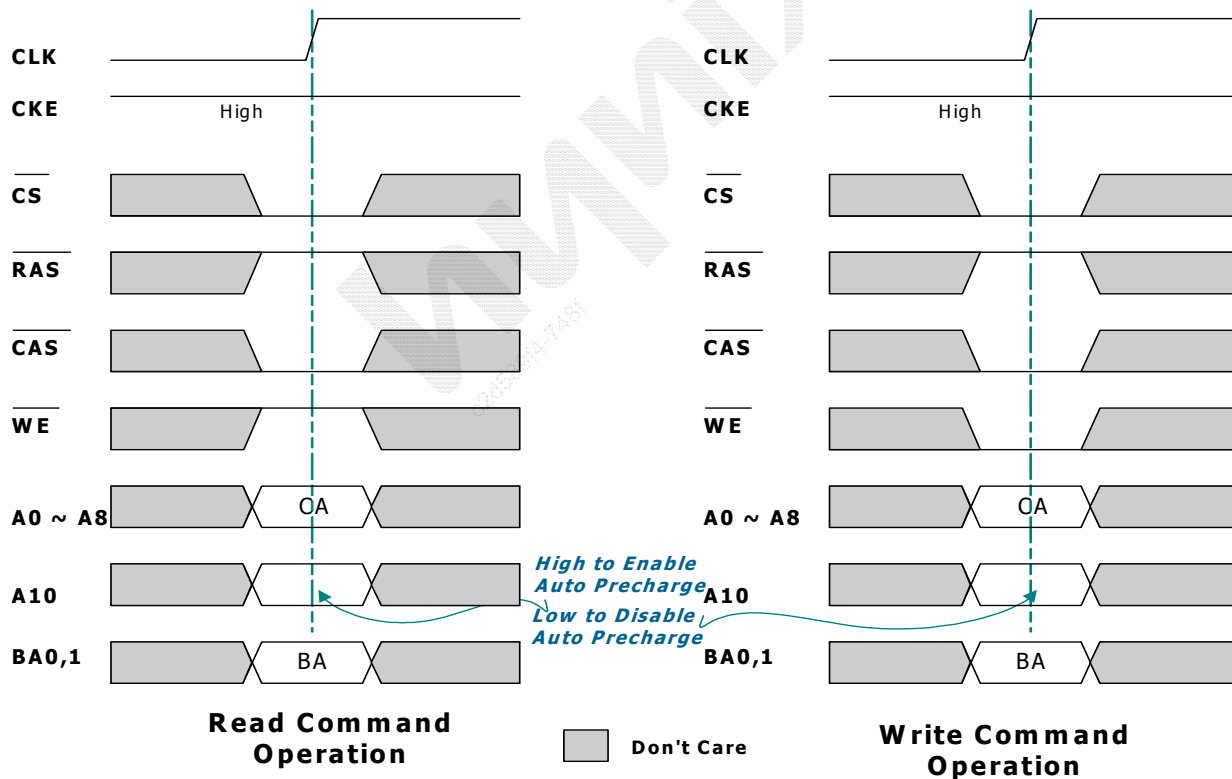 CLK
CKE
High
CS
RAS
CAS
WE
A0 ~ A8
CA
A10
BA0,1
BA
Read Command
Operation
High to Enable
Auto Precharge
Low to Disable
Auto Precharge
Don't Care
CLK
CKE
High
CS
RAS
CAS
WE
A0 ~ A8
CA
A10
BA0,1
BA
Write Command
Operation